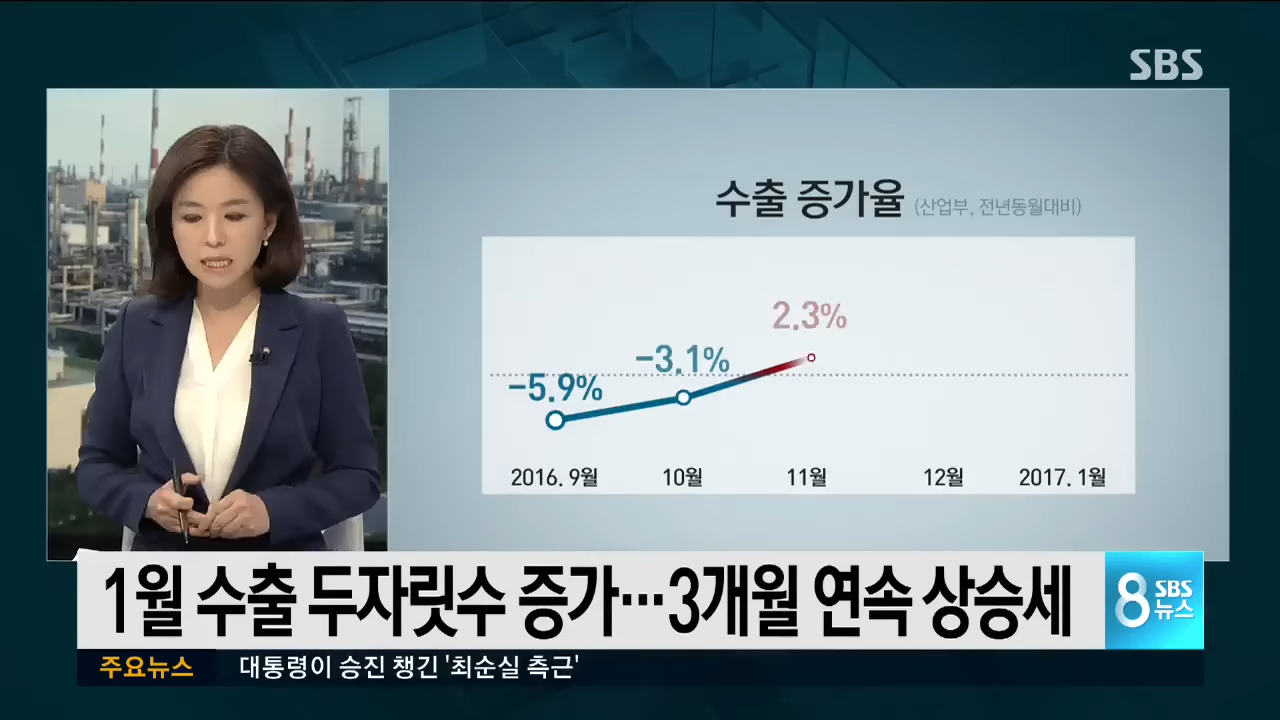 SBS
수출 증가율 (산업부, 전년동월대비)
2.3%
-3.1%
-5.9%
2016. 9월 10월 11월 12월 2017. 1월
1월 수출 두자릿수 증가…3개월 연속 상승세
8 SBS 뉴스
주요뉴스 대통령이 승진 챙긴 '최순실 측근'